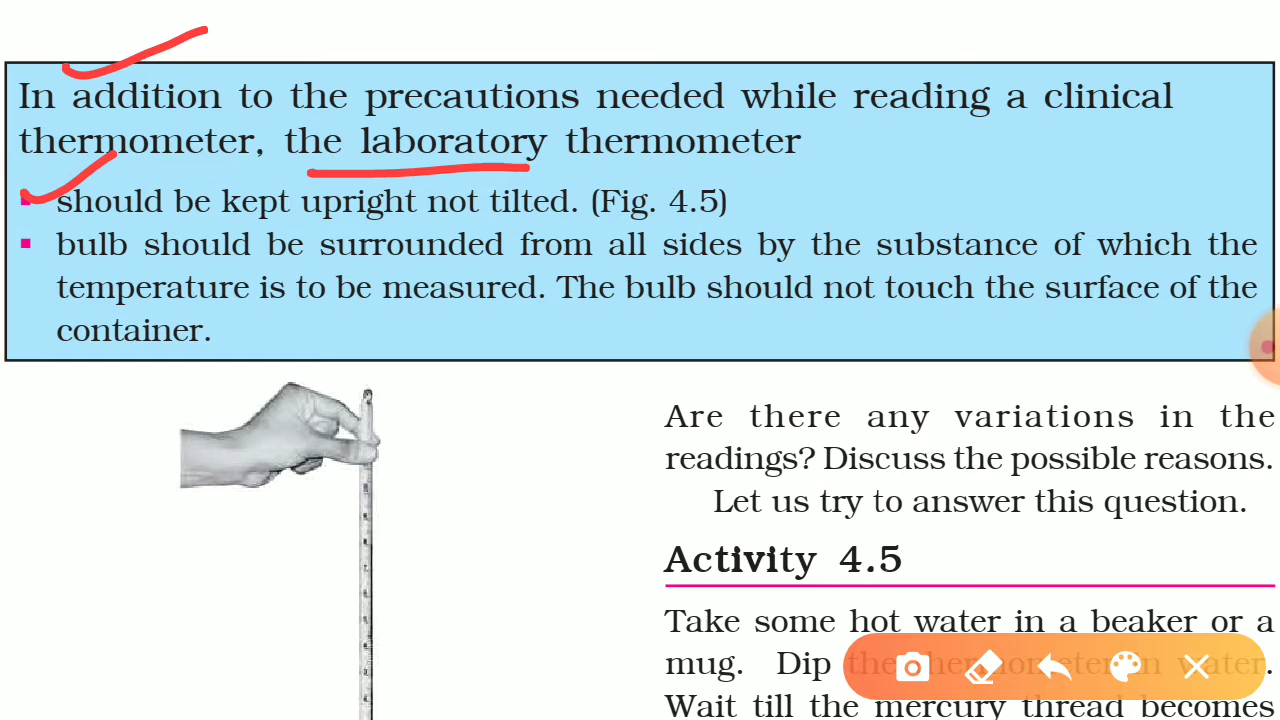 In addition to the precautions needed while reading a clinical
thermometer, the laboratory thermometer
should be kept upright not tilted. (Fig. 4.5)
bulb should be surrounded from all sides by the substance of which the
temperature is to be measured. The bulb should not touch the surface of the
container.
Are there any variations in the
readings? Discuss the possible reasons.
Let us try to answer this question.
Activity 4.5
Take some hot water in a beaker or a
mug. Dip the thermometer in water.
Wait till the mercury thread becomes